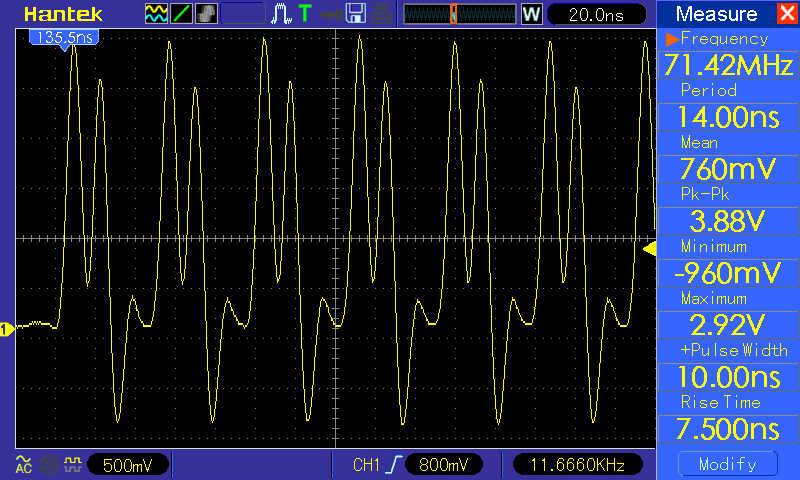 Hantek T W 20.0ns Measure
135.5ns
Frequency
71.42MHz
Period
14.00ns
Mean
760mV
Pk-Pk
3.88V
Minimum
-960mV
Maximum
2.92V
+Pulse Width
10.00ns
Rise Time
7.500ns
1
AC 500mV CH1 800mV 11.6660KHz Modify